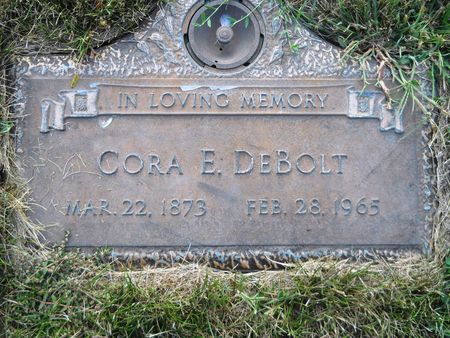 IN LOVING MEMORY
CORA E. DEBOLT
MAR. 22, 1873 FEB. 28, 1965